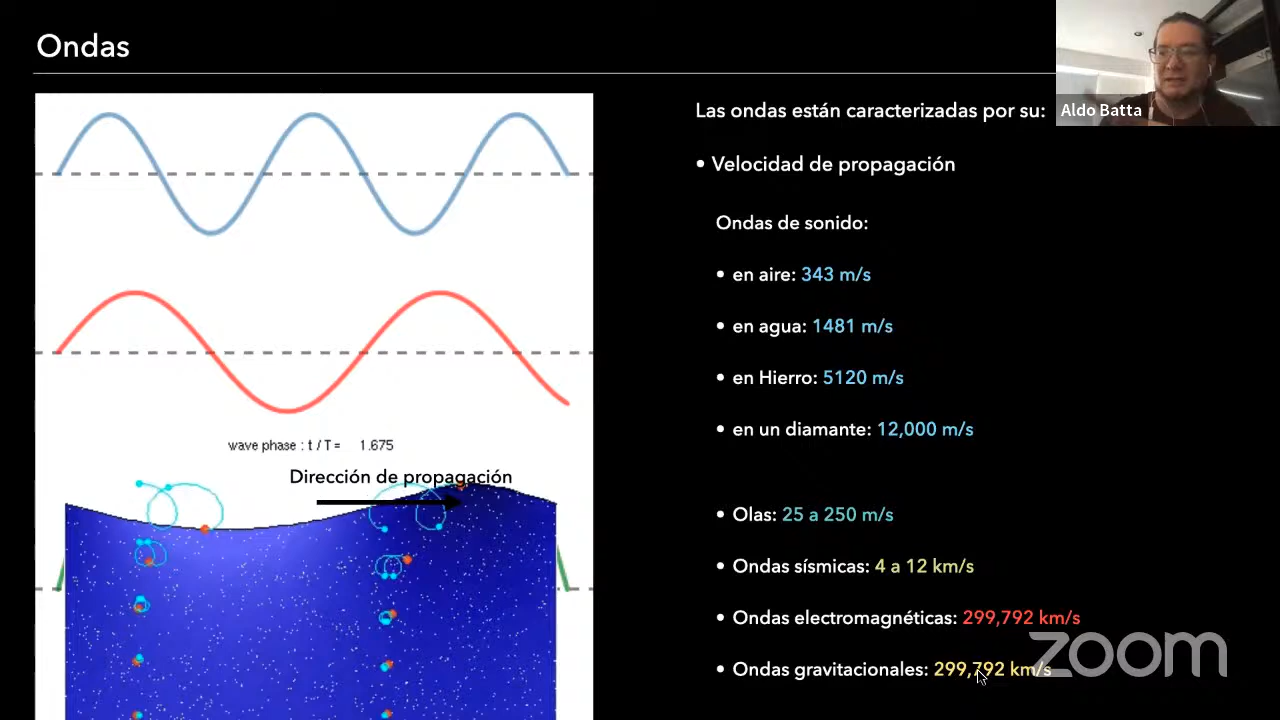 Ondas
Aldo Batta
Las ondas están caracterizadas por su:
• Velocidad de propagación
Ondas de sonido:
• en aire: 343 m/s
• en agua: 1481 m/s
• en Hierro: 5120 m/s
• en un diamante: 12,000 m/s
• Olas: 25 a 250 m/s
• Ondas sísmicas: 4 a 12 km/s
• Ondas electromagnéticas: 299,792 km/s
• Ondas gravitacionales: 299,792 km/s
wave phase : t / T = 1.675
Dirección de propagación
zoom